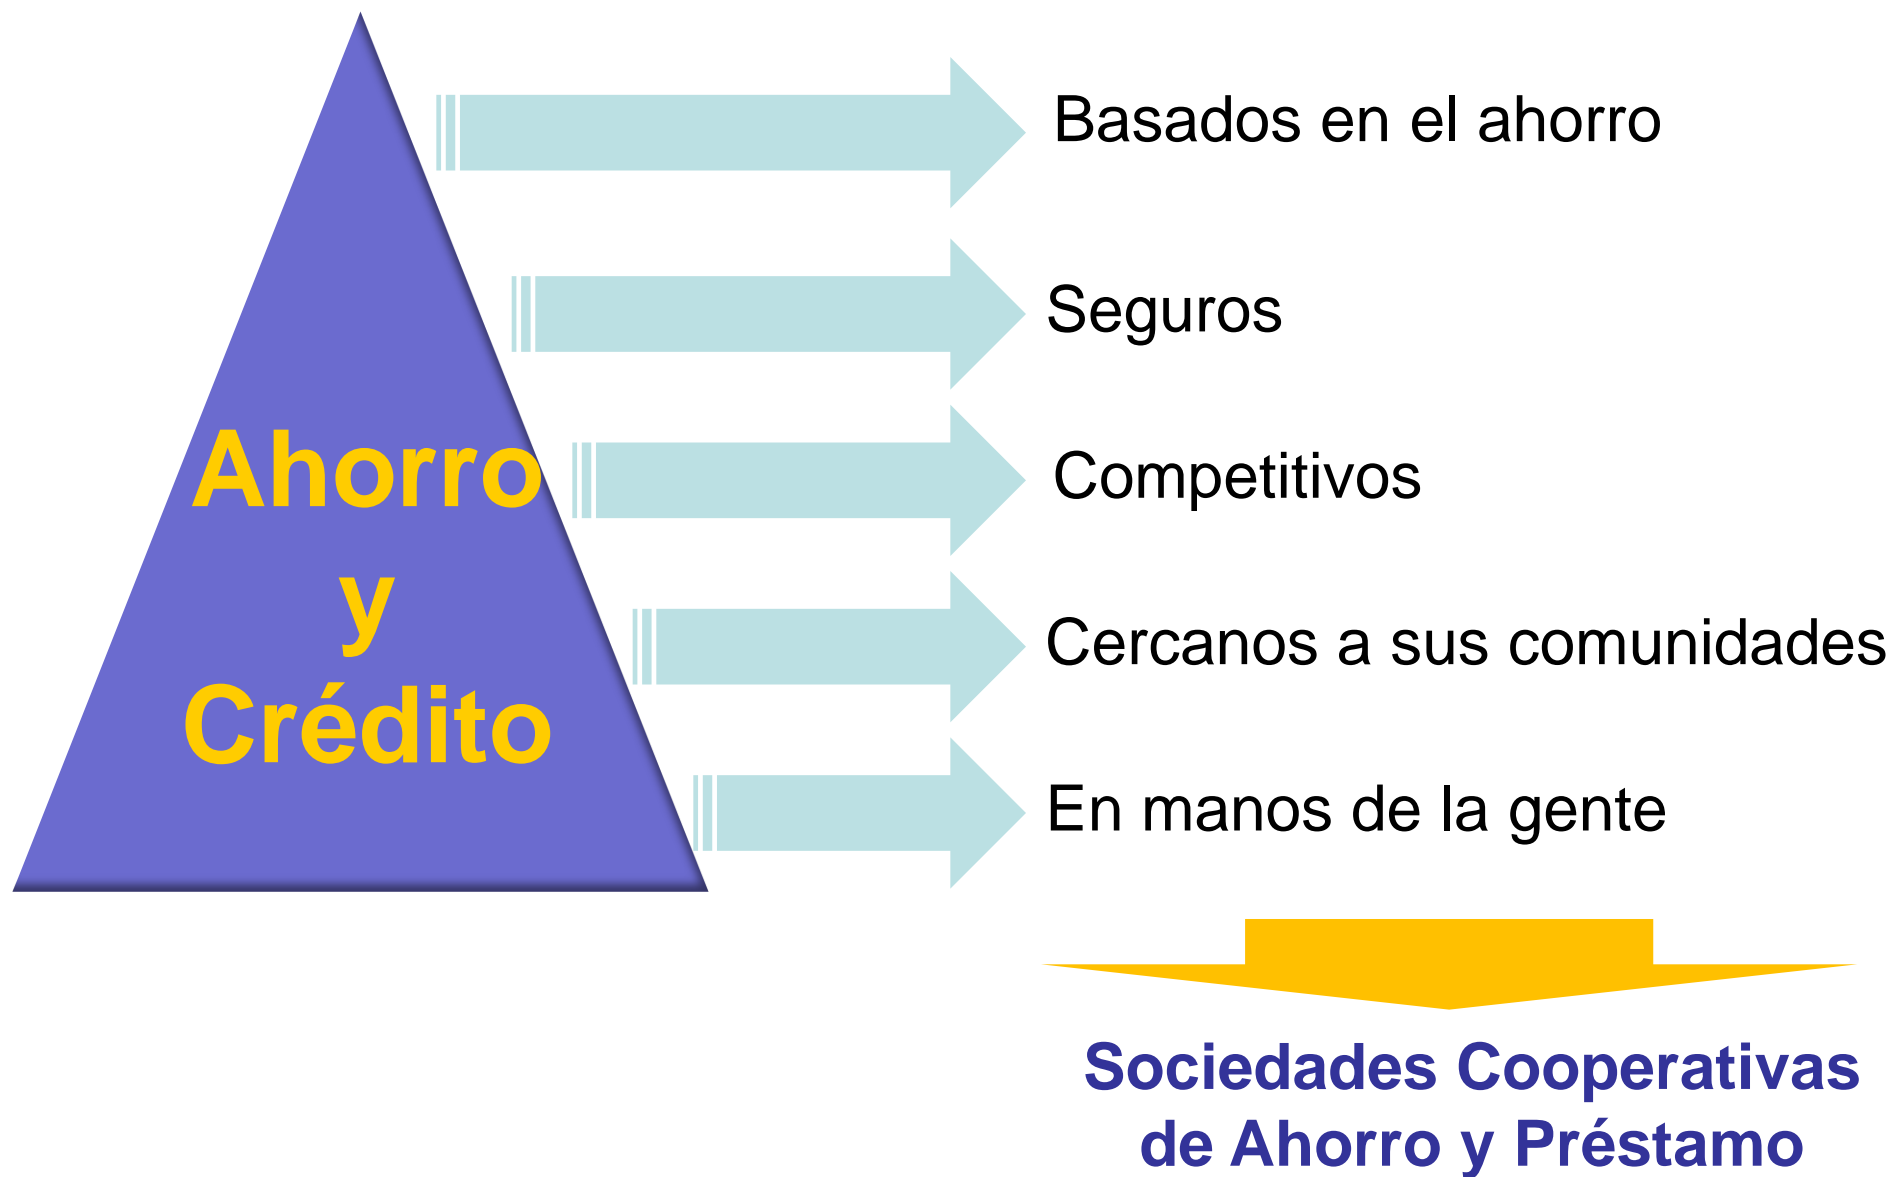 Ahorro
y
Crédito
Basados en el ahorro
Seguros
Competitivos
Cercanos a sus comunidades
En manos de la gente
Sociedades Cooperativas
de Ahorro y Préstamo